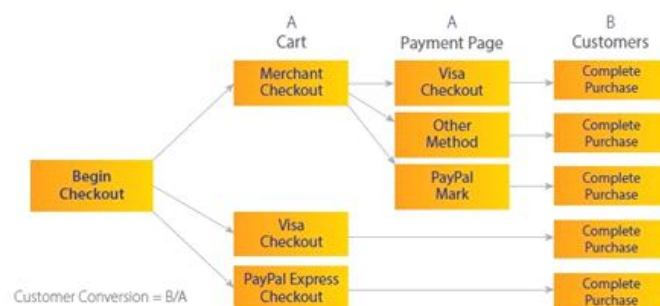 A
Cart
A
Payment Page
B
Customers
Merchant
Checkout
Visa
Checkout
Complete
Purchase
Other
Method
Complete
Purchase
Begin
Checkout
PayPal
Mark
Complete
Purchase
Visa
Checkout
Complete
Purchase
PayPal Express
Checkout
Complete
Purchase
Customer Conversion = B/A